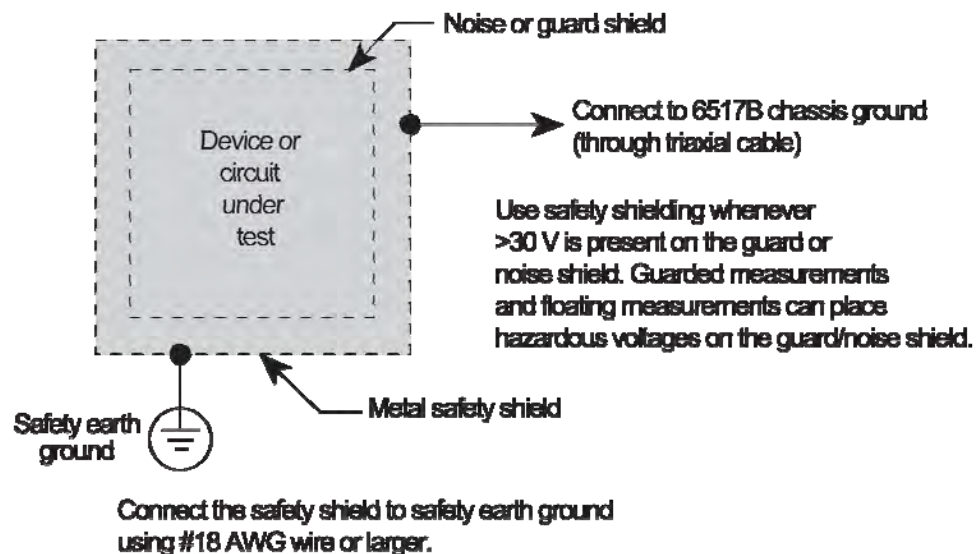 Noise or guard shield
Connect to 6517B chassis ground
(through triaxial cable)
Device or
circuit
under
test
Use safety shielding whenever
>30 V is present on the guard or
noise shield. Guarded measurements
and floating measurements can place
hazardous voltages on the guard/noise shield.
Metal safety shield
Safety earth
ground
Connect the safety shield to safety earth ground
using #18 AWG wire or larger.